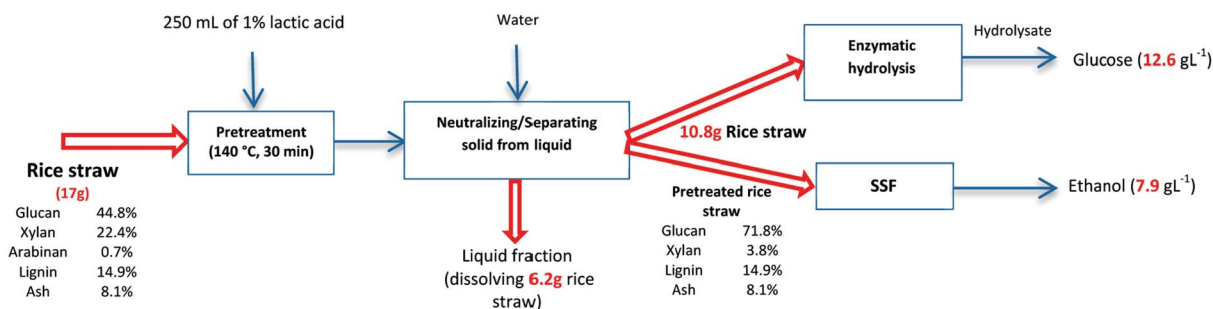 250 mL of 1% lactic acid
Water
Enzymatic
hydrolysis
Hydrolysate
Glucose (12.6 gL⁻¹)
Pretreatment
(140 °C, 30 min)
Neutralizing/Separating
solid from liquid
10.8g Rice straw
Rice straw
(17g)
Glucan 44.8%
Xylan 22.4%
Arabinan 0.7%
Lignin 14.9%
Ash 8.1%
Liquid fraction
(dissolving 6.2g rice
straw)
Pretreated rice
straw
Glucan 71.8%
Xylan 3.8%
Lignin 14.9%
Ash 8.1%
SSF
Ethanol (7.9 gL⁻¹)